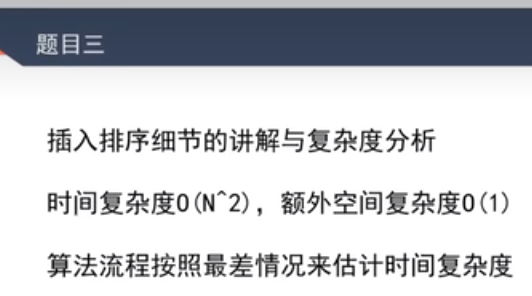 题目三
插入排序细节的讲解与复杂度分析
时间复杂度O(N^2)，额外空间复杂度O(1)
算法流程按照最差情况来估计时间复杂度